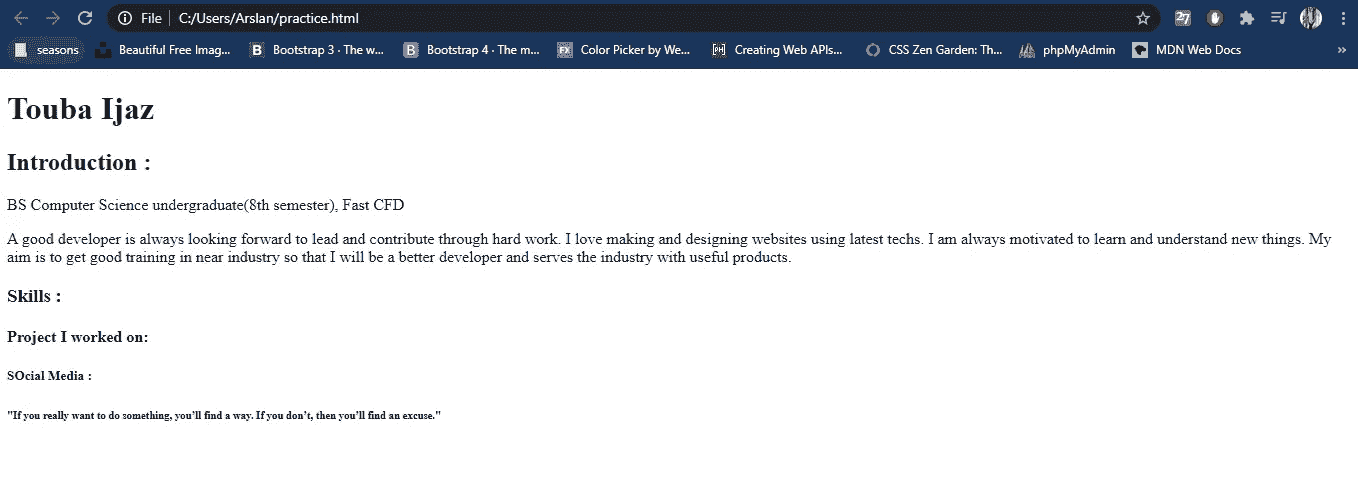 File C:/Users/Arslan/practice.html
seasons Beautiful Free Imag... Bootstrap 3 · The w... Bootstrap 4 · The m... Color Picker by We... Creating Web APIs... CSS Zen Garden: Th... phpMyAdmin MDN Web Docs »
Touba Ijaz
Introduction :
BS Computer Science undergraduate(8th semester), Fast CFD
A good developer is always looking forward to lead and contribute through hard work. I love making and designing websites using latest techs. I am always motivated to learn and understand new things. My
aim is to get good training in near industry so that I will be a better developer and serves the industry with useful products.
Skills :
Project I worked on:
SOcial Media :
"If you really want to do something, you’ll find a way. If you don’t, then you’ll find an excuse."